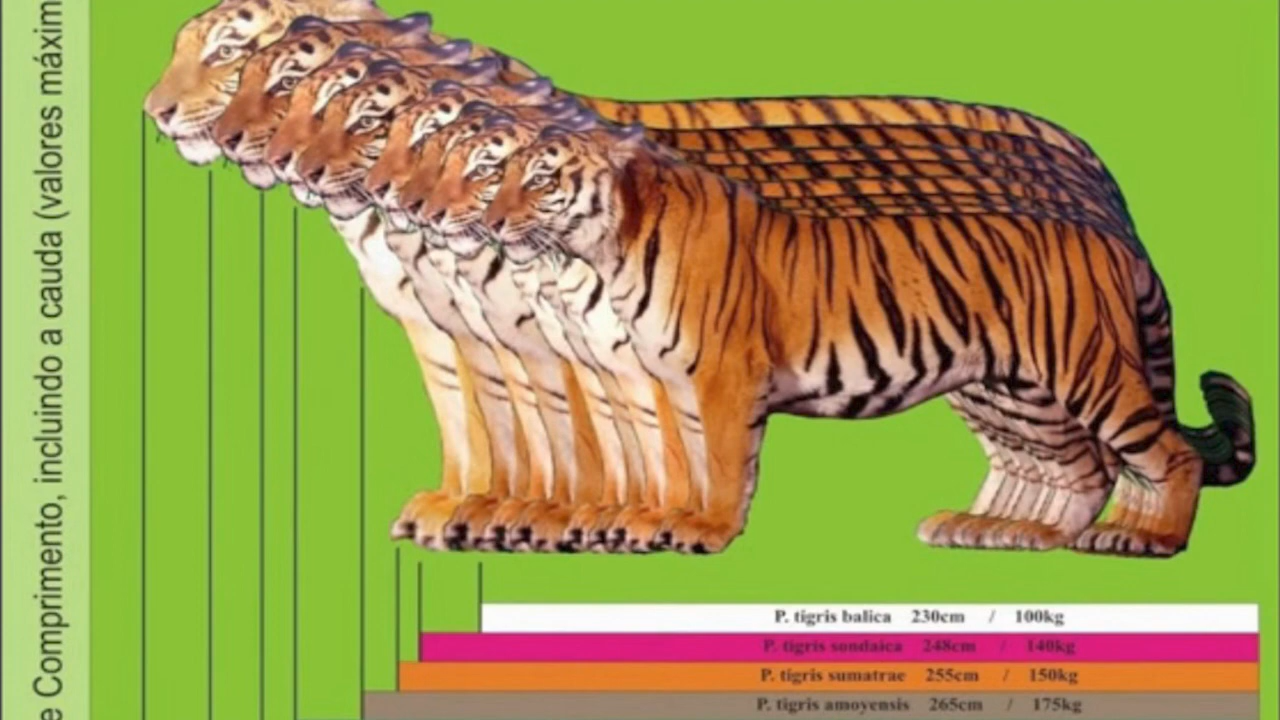 e Comprimento, incluindo a cauda (valores máxim
P. tigris balica 230cm / 100kg
P. tigris sondaica 248cm / 140kg
P. tigris sumatrae 255cm / 150kg
P. tigris amoyensis 265cm / 175kg